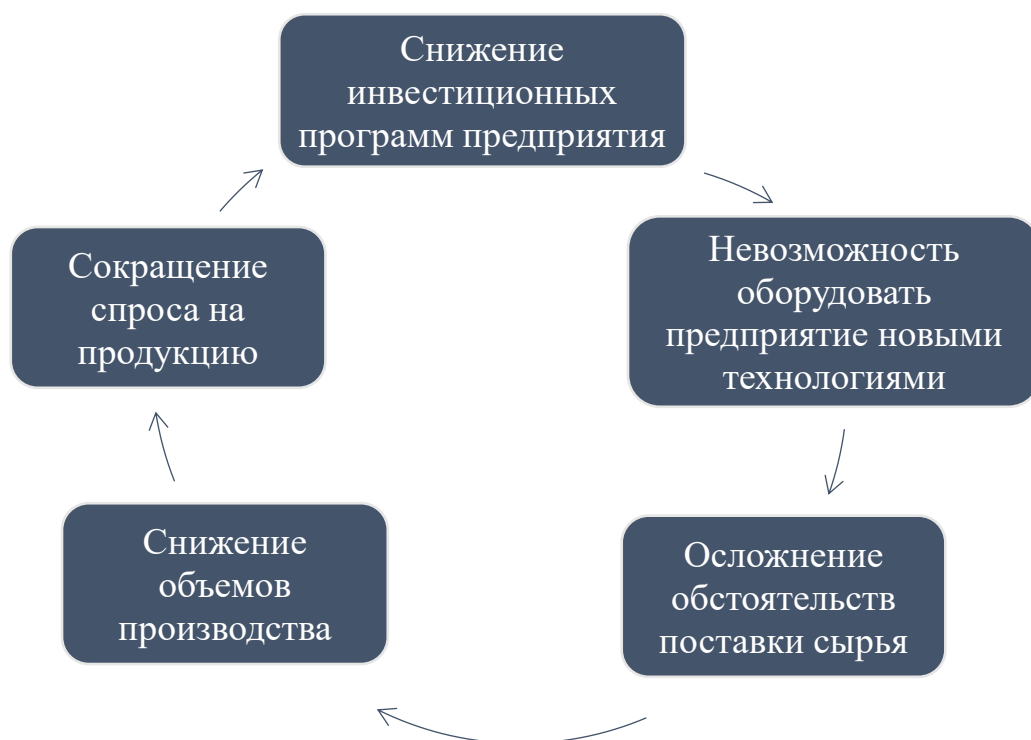 Снижение
инвестиционных
программ предприятия
Невозможность
оборудовать
предприятие новыми
технологиями
Осложнение
обстоятельств
поставки сырья
Снижение
объемов
производства
Сокращение
спроса на
продукцию